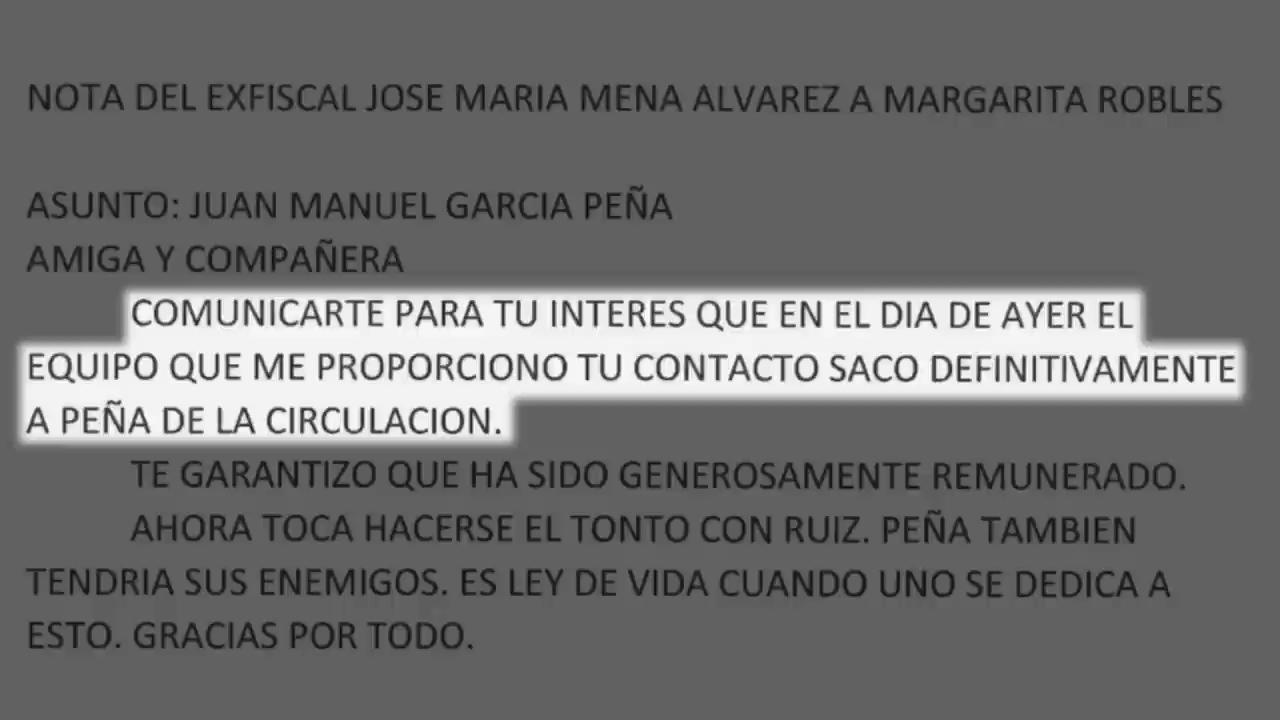 NOTA DEL EXFISCAL JOSE MARIA MENA ALVAREZ A MARGARITA ROBLES
ASUNTO: JUAN MANUEL GARCIA PEÑA
AMIGA Y COMPAÑERA
COMUNICARTE PARA TU INTERES QUE EN EL DIA DE AYER EL
EQUIPO QUE ME PROPORCIONO TU CONTACTO SACO DEFINITIVAMENTE
A PEÑA DE LA CIRCULACION.
TE GARANTIZO QUE HA SIDO GENEROSAMENTE REMUNERADO.
AHORA TOCA HACERSE EL TONTO CON RUIZ. PEÑA TAMBIEN
TENDRIA SUS ENEMIGOS. ES LEY DE VIDA CUANDO UNO SE DEDICA A
ESTO. GRACIAS POR TODO.